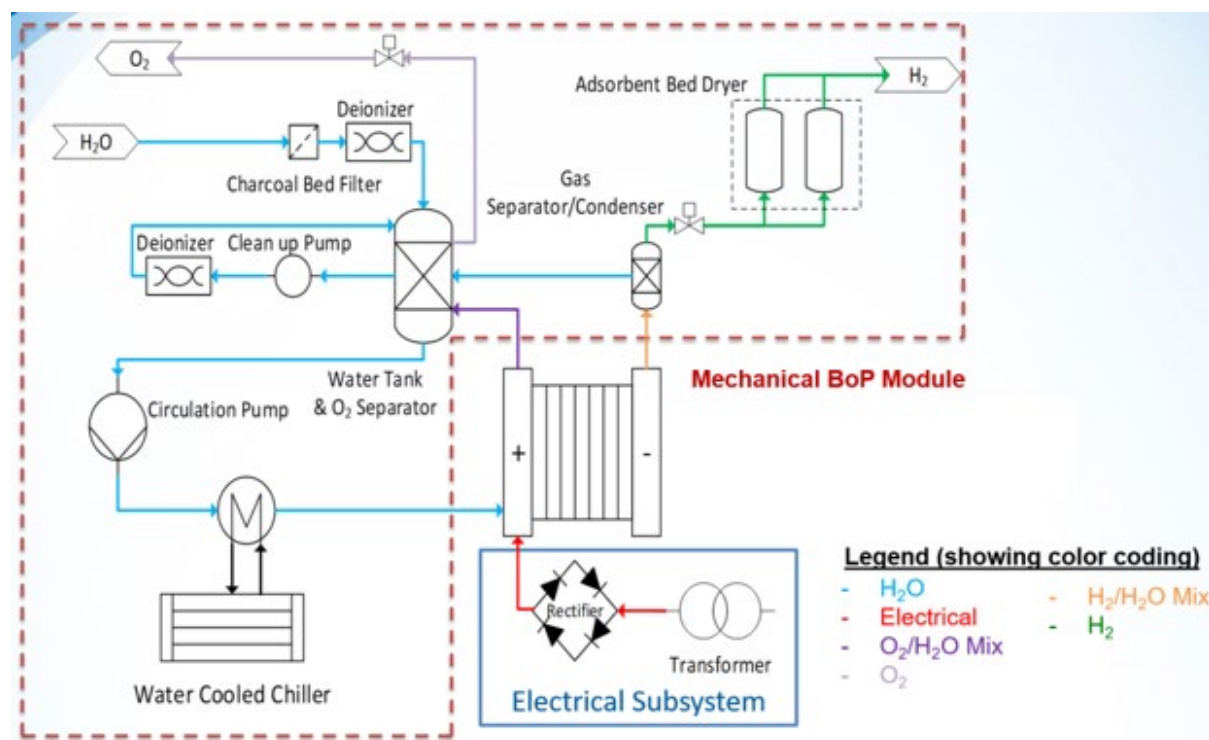 O₂
H₂O
Charcoal Bed Filter
Deionizer
Adsorbent Bed Dryer
H₂
Gas
Separator/Condenser
Deionizer
Clean up Pump
Water Tank
& O₂ Separator
Circulation Pump
Mechanical BoP Module
+
-
M
Water Cooled Chiller
Rectifier
Transformer
Electrical Subsystem
Legend (showing color coding)
- H₂O
- Electrical
- O₂/H₂O Mix
- O₂
- H₂/H₂O Mix
- H₂